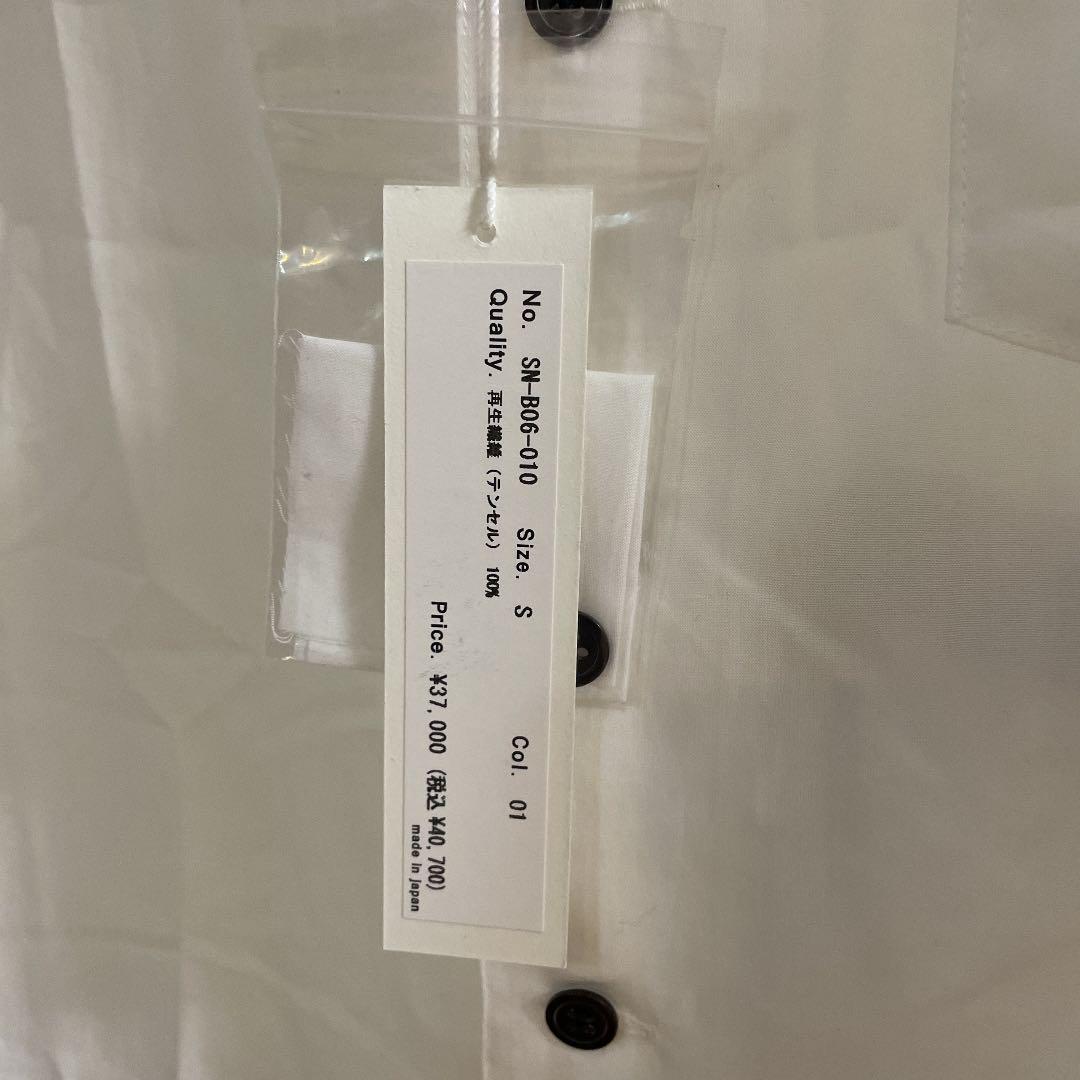 No. SN-B06-010 Size. S Col. 01
Quality. 再生繊維 (テンセル) 100%
Price. ¥37,000 (税込 ¥40,700)
made in japan